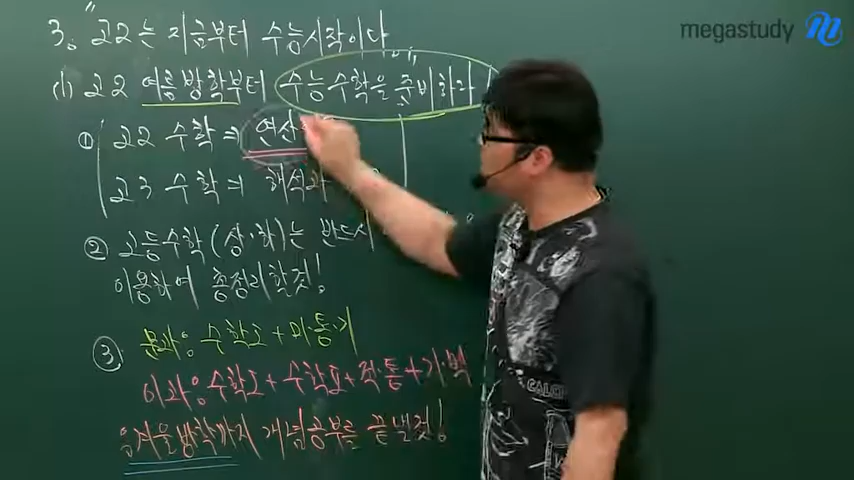 3. "고2는 지금부터 수능시작이다."
megastudy
(1) 고2 여름방학부터 수능수학을 준비하라
① 고2 수학 ⇒ 연산
고3 수학 ⇒ 해석
② 고등수학(상·하)는 반드시
이용하여 총정리할것!
③ 문과: 수학I + 미·통·기
이과: 수학I + 수학II + 적·통 + 기·벡
겨울방학까지 개념공부를 끝낼것!
CALIF